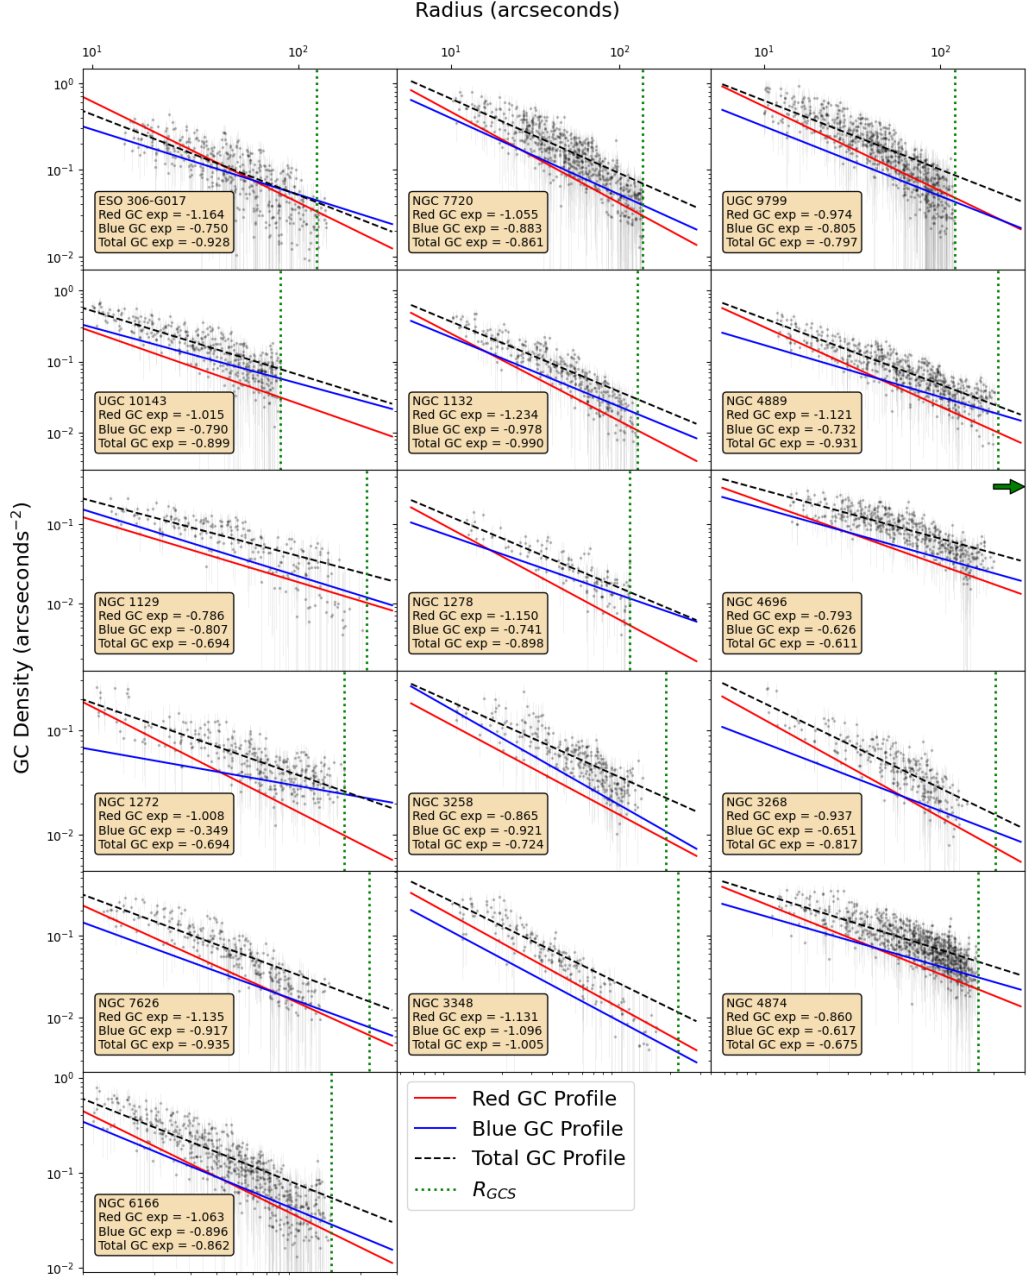 Radius (arcseconds)
10¹ 10² 10¹ 10² 10¹ 10²
GC Density (arcseconds⁻²)
10⁰
10⁻¹
10⁻²
ESO 306-G017
Red GC exp = -1.164
Blue GC exp = -0.750
Total GC exp = -0.928
NGC 7720
Red GC exp = -1.055
Blue GC exp = -0.883
Total GC exp = -0.861
UGC 9799
Red GC exp = -0.974
Blue GC exp = -0.805
Total GC exp = -0.797
10⁰
10⁻¹
10⁻²
UGC 10143
Red GC exp = -1.015
Blue GC exp = -0.790
Total GC exp = -0.899
NGC 1132
Red GC exp = -1.234
Blue GC exp = -0.978
Total GC exp = -0.990
NGC 4889
Red GC exp = -1.121
Blue GC exp = -0.732
Total GC exp = -0.931
10⁻¹
10⁻²
NGC 1129
Red GC exp = -0.786
Blue GC exp = -0.807
Total GC exp = -0.694
NGC 1278
Red GC exp = -1.150
Blue GC exp = -0.741
Total GC exp = -0.898
NGC 4696
Red GC exp = -0.793
Blue GC exp = -0.626
Total GC exp = -0.611
10⁻¹
10⁻²
NGC 1272
Red GC exp = -1.008
Blue GC exp = -0.349
Total GC exp = -0.694
NGC 3258
Red GC exp = -0.865
Blue GC exp = -0.921
Total GC exp = -0.724
NGC 3268
Red GC exp = -0.937
Blue GC exp = -0.651
Total GC exp = -0.817
10⁻¹
10⁻²
NGC 7626
Red GC exp = -1.135
Blue GC exp = -0.917
Total GC exp = -0.935
NGC 3348
Red GC exp = -1.131
Blue GC exp = -1.096
Total GC exp = -1.005
NGC 4874
Red GC exp = -0.860
Blue GC exp = -0.617
Total GC exp = -0.675
10⁰
10⁻¹
10⁻²
NGC 6166
Red GC exp = -1.063
Blue GC exp = -0.896
Total GC exp = -0.862
Red GC Profile
Blue GC Profile
Total GC Profile
R_GCS